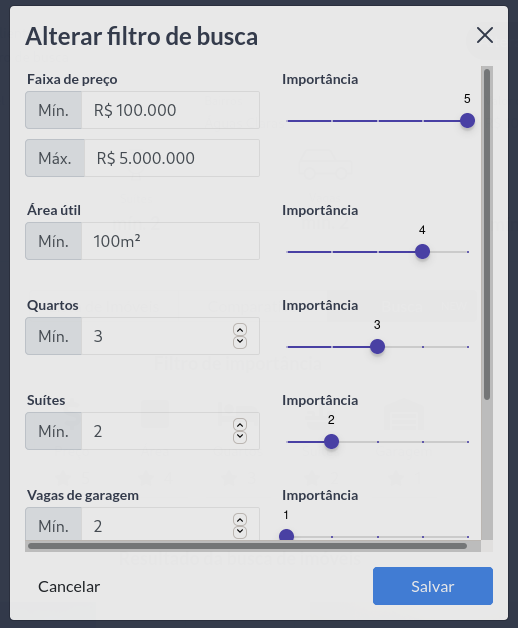 Alterar filtro de busca
Faixa de preço
Importância
Mín.
R$ 100.000
5
Máx.
R$ 5.000.000
Área útil
Importância
Mín.
100m²
4
Quartos
Importância
Mín.
3
3
Suítes
Importância
Mín.
2
2
Vagas de garagem
Importância
Mín.
2
1
Cancelar
Salvar